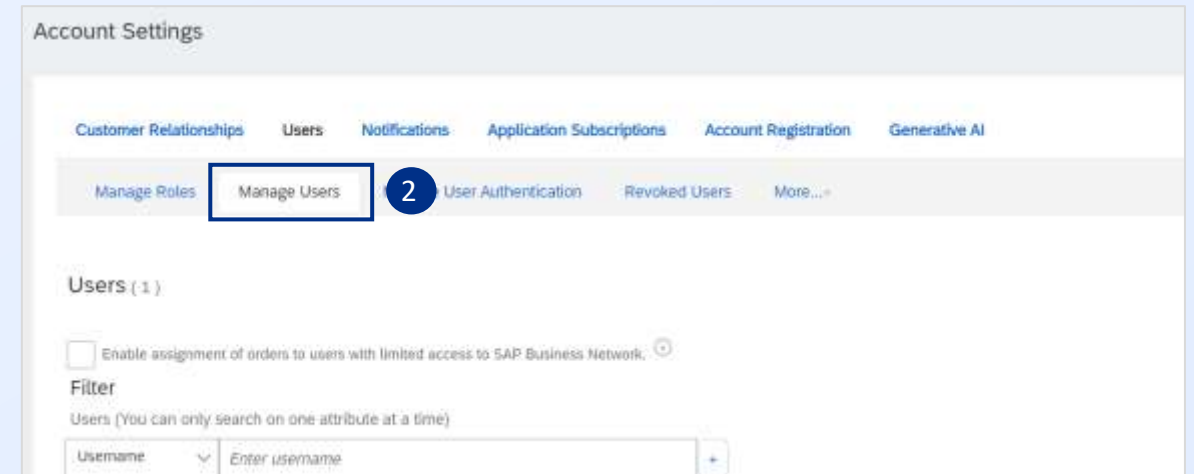 Account Settings
Customer Relationships Users Notifications Application Subscriptions Account Registration Generative AI
Manage Roles Manage Users 2 User Authentication Revoked Users More...
Users ( 1 )
Enable assignment of orders to users with limited access to SAP Business Network.
Filter
Users (You can only search on one attribute at a time)
Username Enter username +